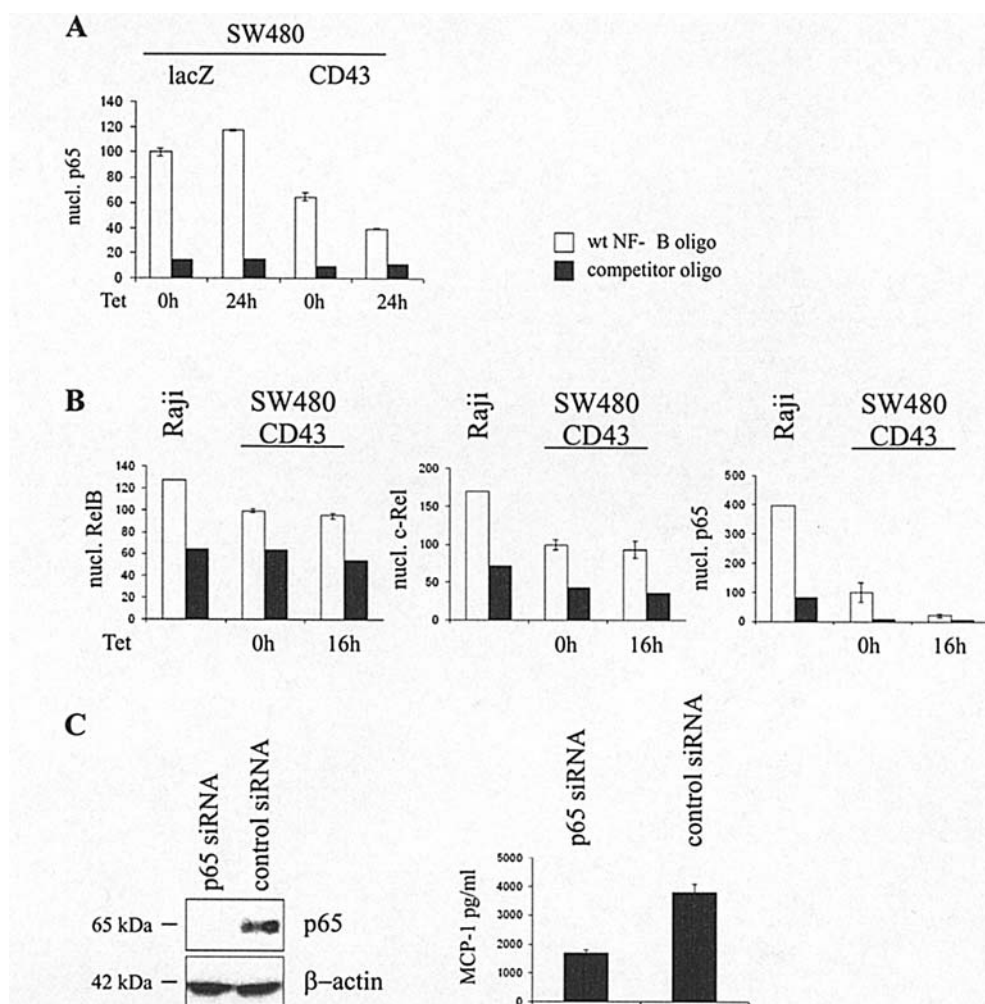 A
SW480
lacZ CD43
nucl. p65
140
120
100
80
60
40
20
0
Tet 0h 24h 0h 24h
wt NF- B oligo
competitor oligo
B
Raji
SW480
CD43
nucl. RelB
140
120
100
80
60
40
20
0
Tet 0h 16h
Raji
SW480
CD43
nucl. c-Rel
200
150
100
50
0
0h 16h
Raji
SW480
CD43
nucl. p65
500
400
300
200
100
0
0h 16h
C
p65 siRNA
control siRNA
65 kDa – p65
42 kDa – β–actin
p65 siRNA
control siRNA
MCP-1 pg/ml
5000
4000
3000
2000
1000
0